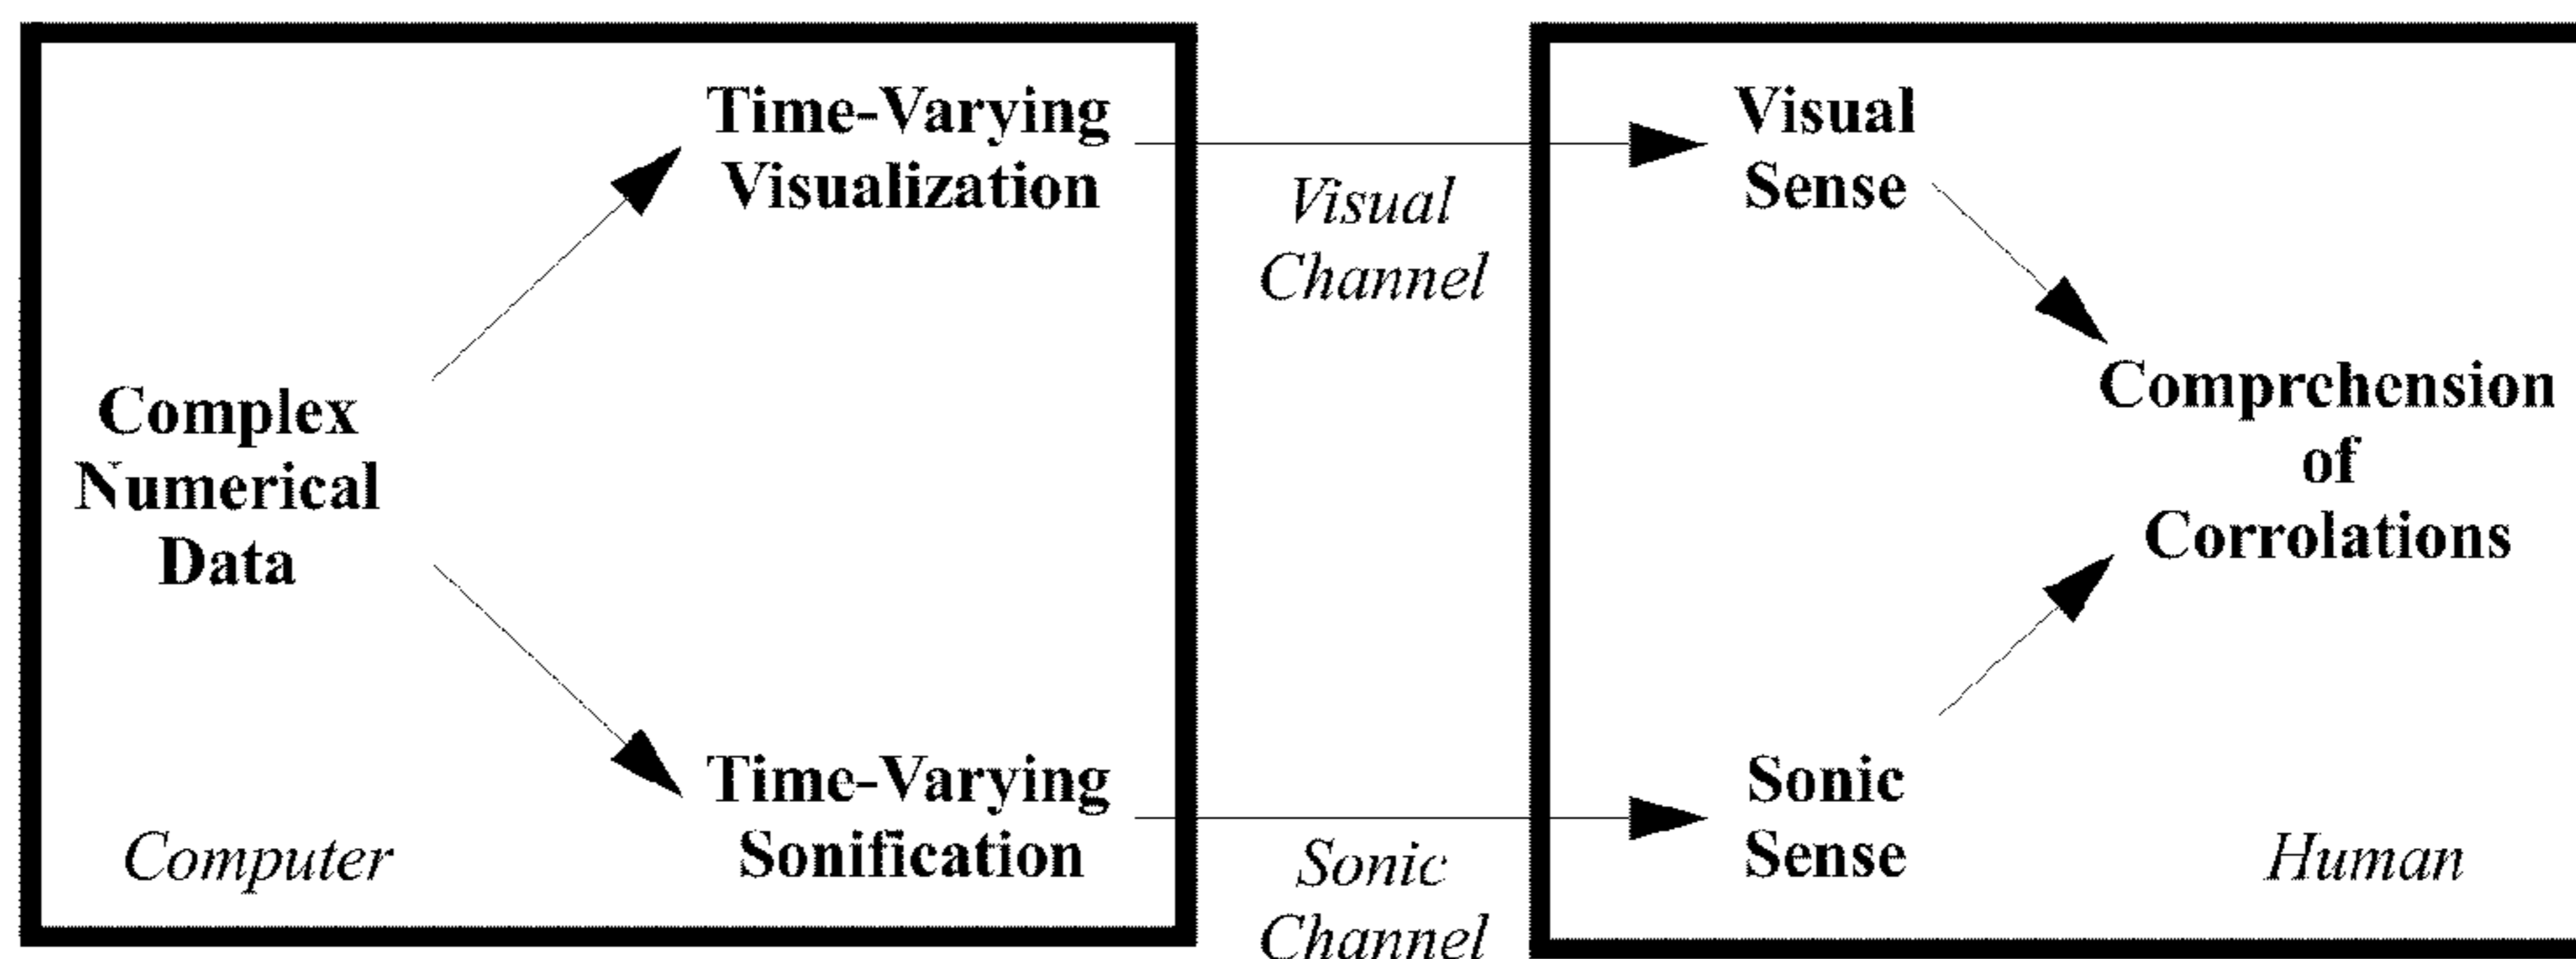 Time-Varying
Visualization
Visual
Channel
Visual
Sense
Complex
Numerical
Data
Comprehension
of
Corrolations
Time-Varying
Sonification
Computer
Sonic
Channel
Sonic
Sense
Human